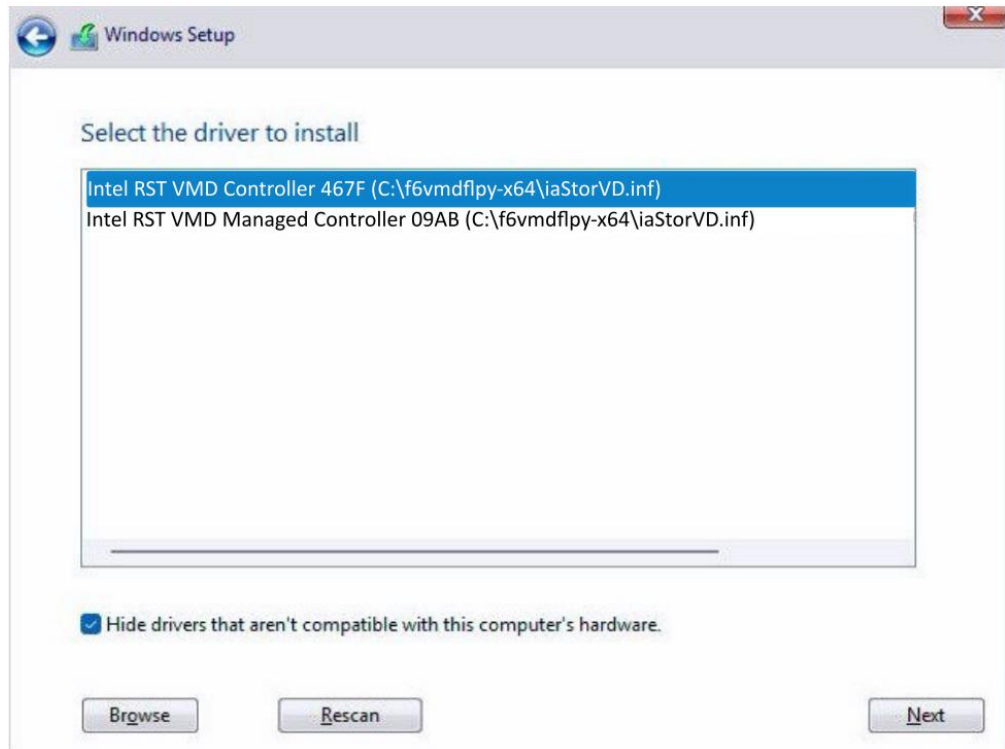 Windows Setup
Select the driver to install
Intel RST VMD Controller 467F (C:\f6vmdflpy-x64\iaStorVD.inf)
Intel RST VMD Managed Controller 09AB (C:\f6vmdflpy-x64\iaStorVD.inf)
Hide drivers that aren't compatible with this computer's hardware.
Browse Rescan Next